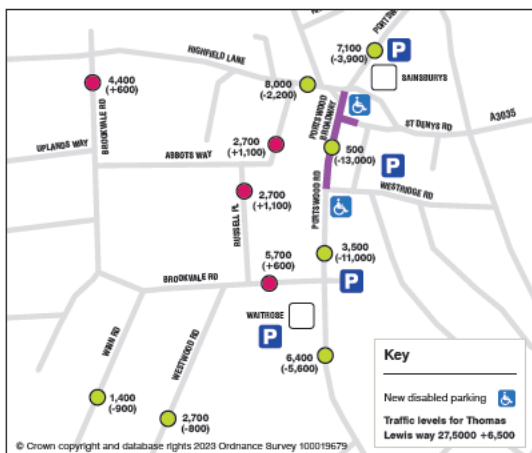 PORTSW
7,100
(-3,900)
P
SAINSBURYS
HIGHFIELD LANE
4,400
(+600)
8,000
(-2,200)
BROOKVALE RD
PORTSWOOD
BROADWAY
ST DENYS RD
A3035
UPLANDS WAY
ABBOTS WAY
2,700
(+1,100)
500
(-13,000)
P
WESTRIDGE RD
RUSSELL PL
2,700
(+1,100)
PORTSWOOD RD
3,500
(-11,000)
5,700
(+600)
BROOKVALE RD
P
WAITROSE
P
WINN RD
WESTWOOD RD
6,400
(-5,600)
1,400
(-900)
2,700
(-800)
Key
New disabled parking
Traffic levels for Thomas
Lewis way 27,5000 +6,500
© Crown copyright and database rights 2023 Ordnance Survey 100019679